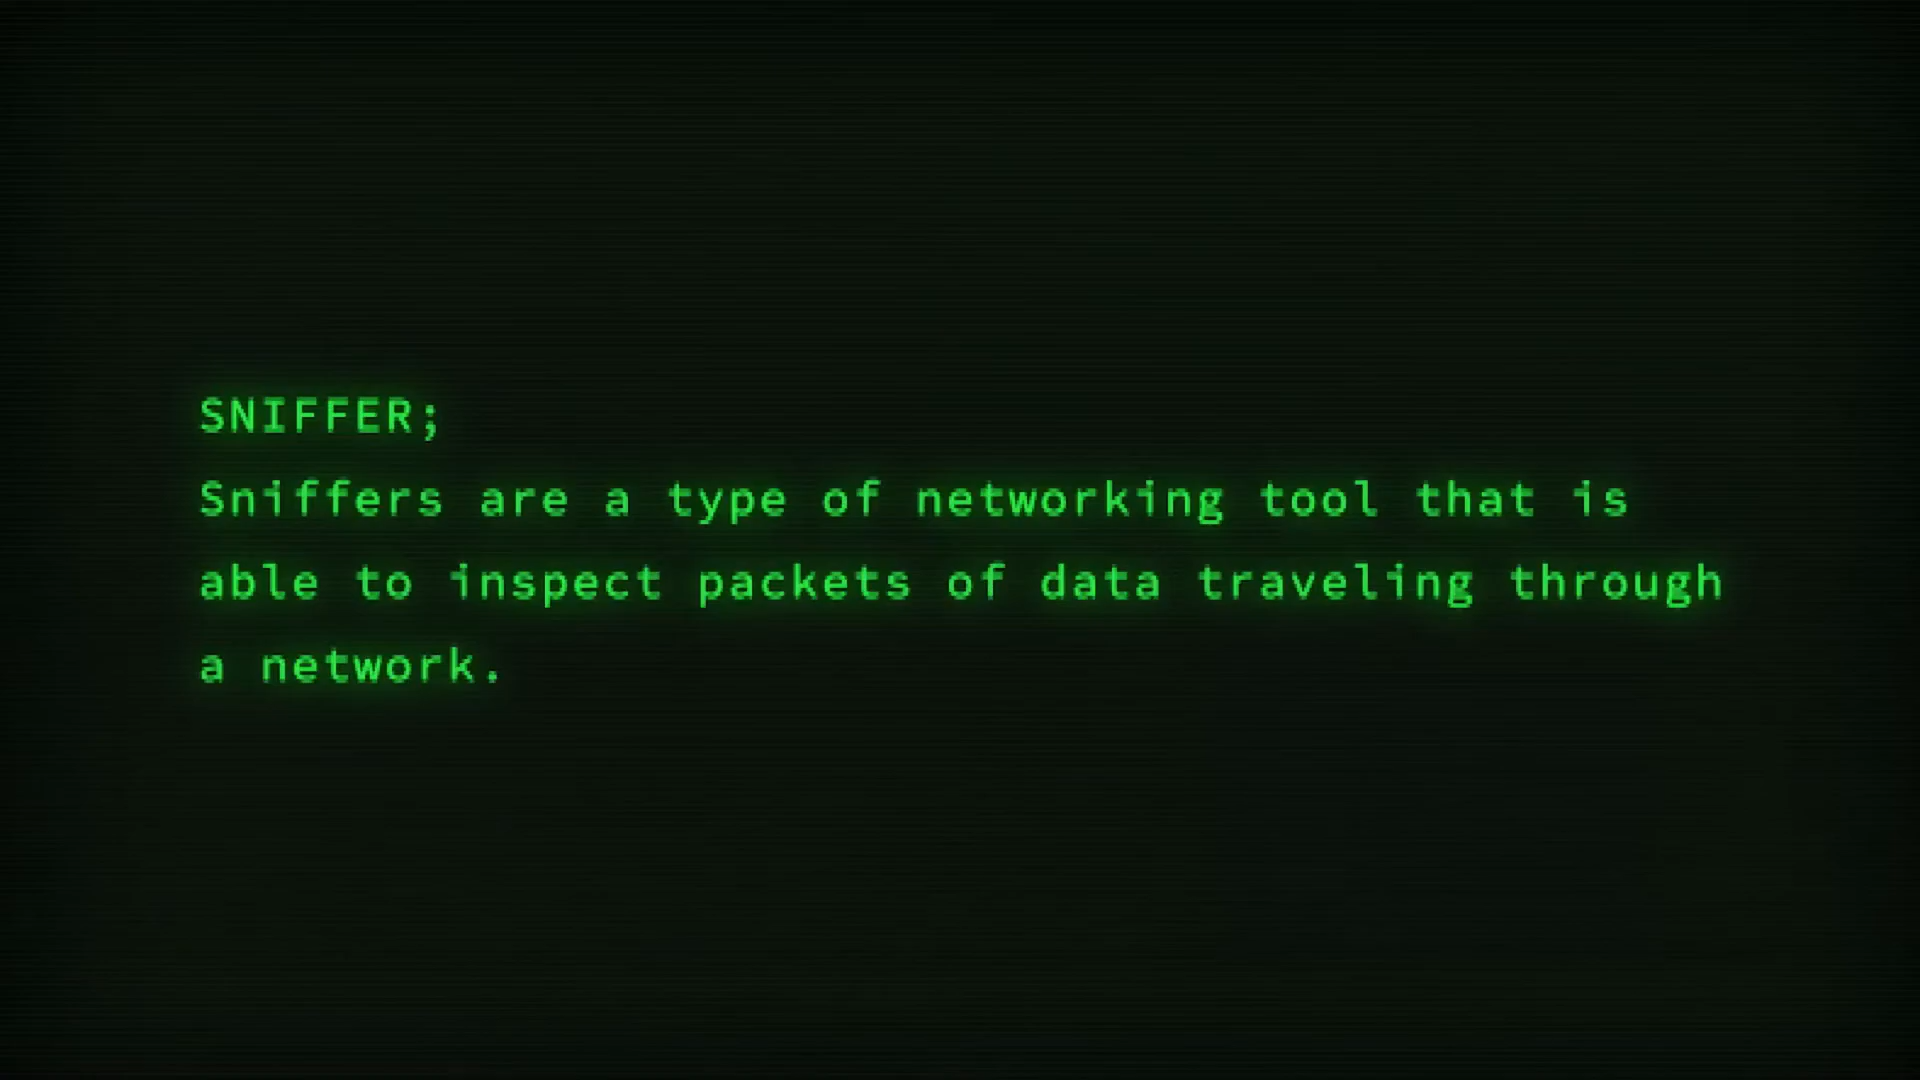 SNIFFER;
Sniffers are a type of networking tool that is
able to inspect packets of data traveling through
a network.